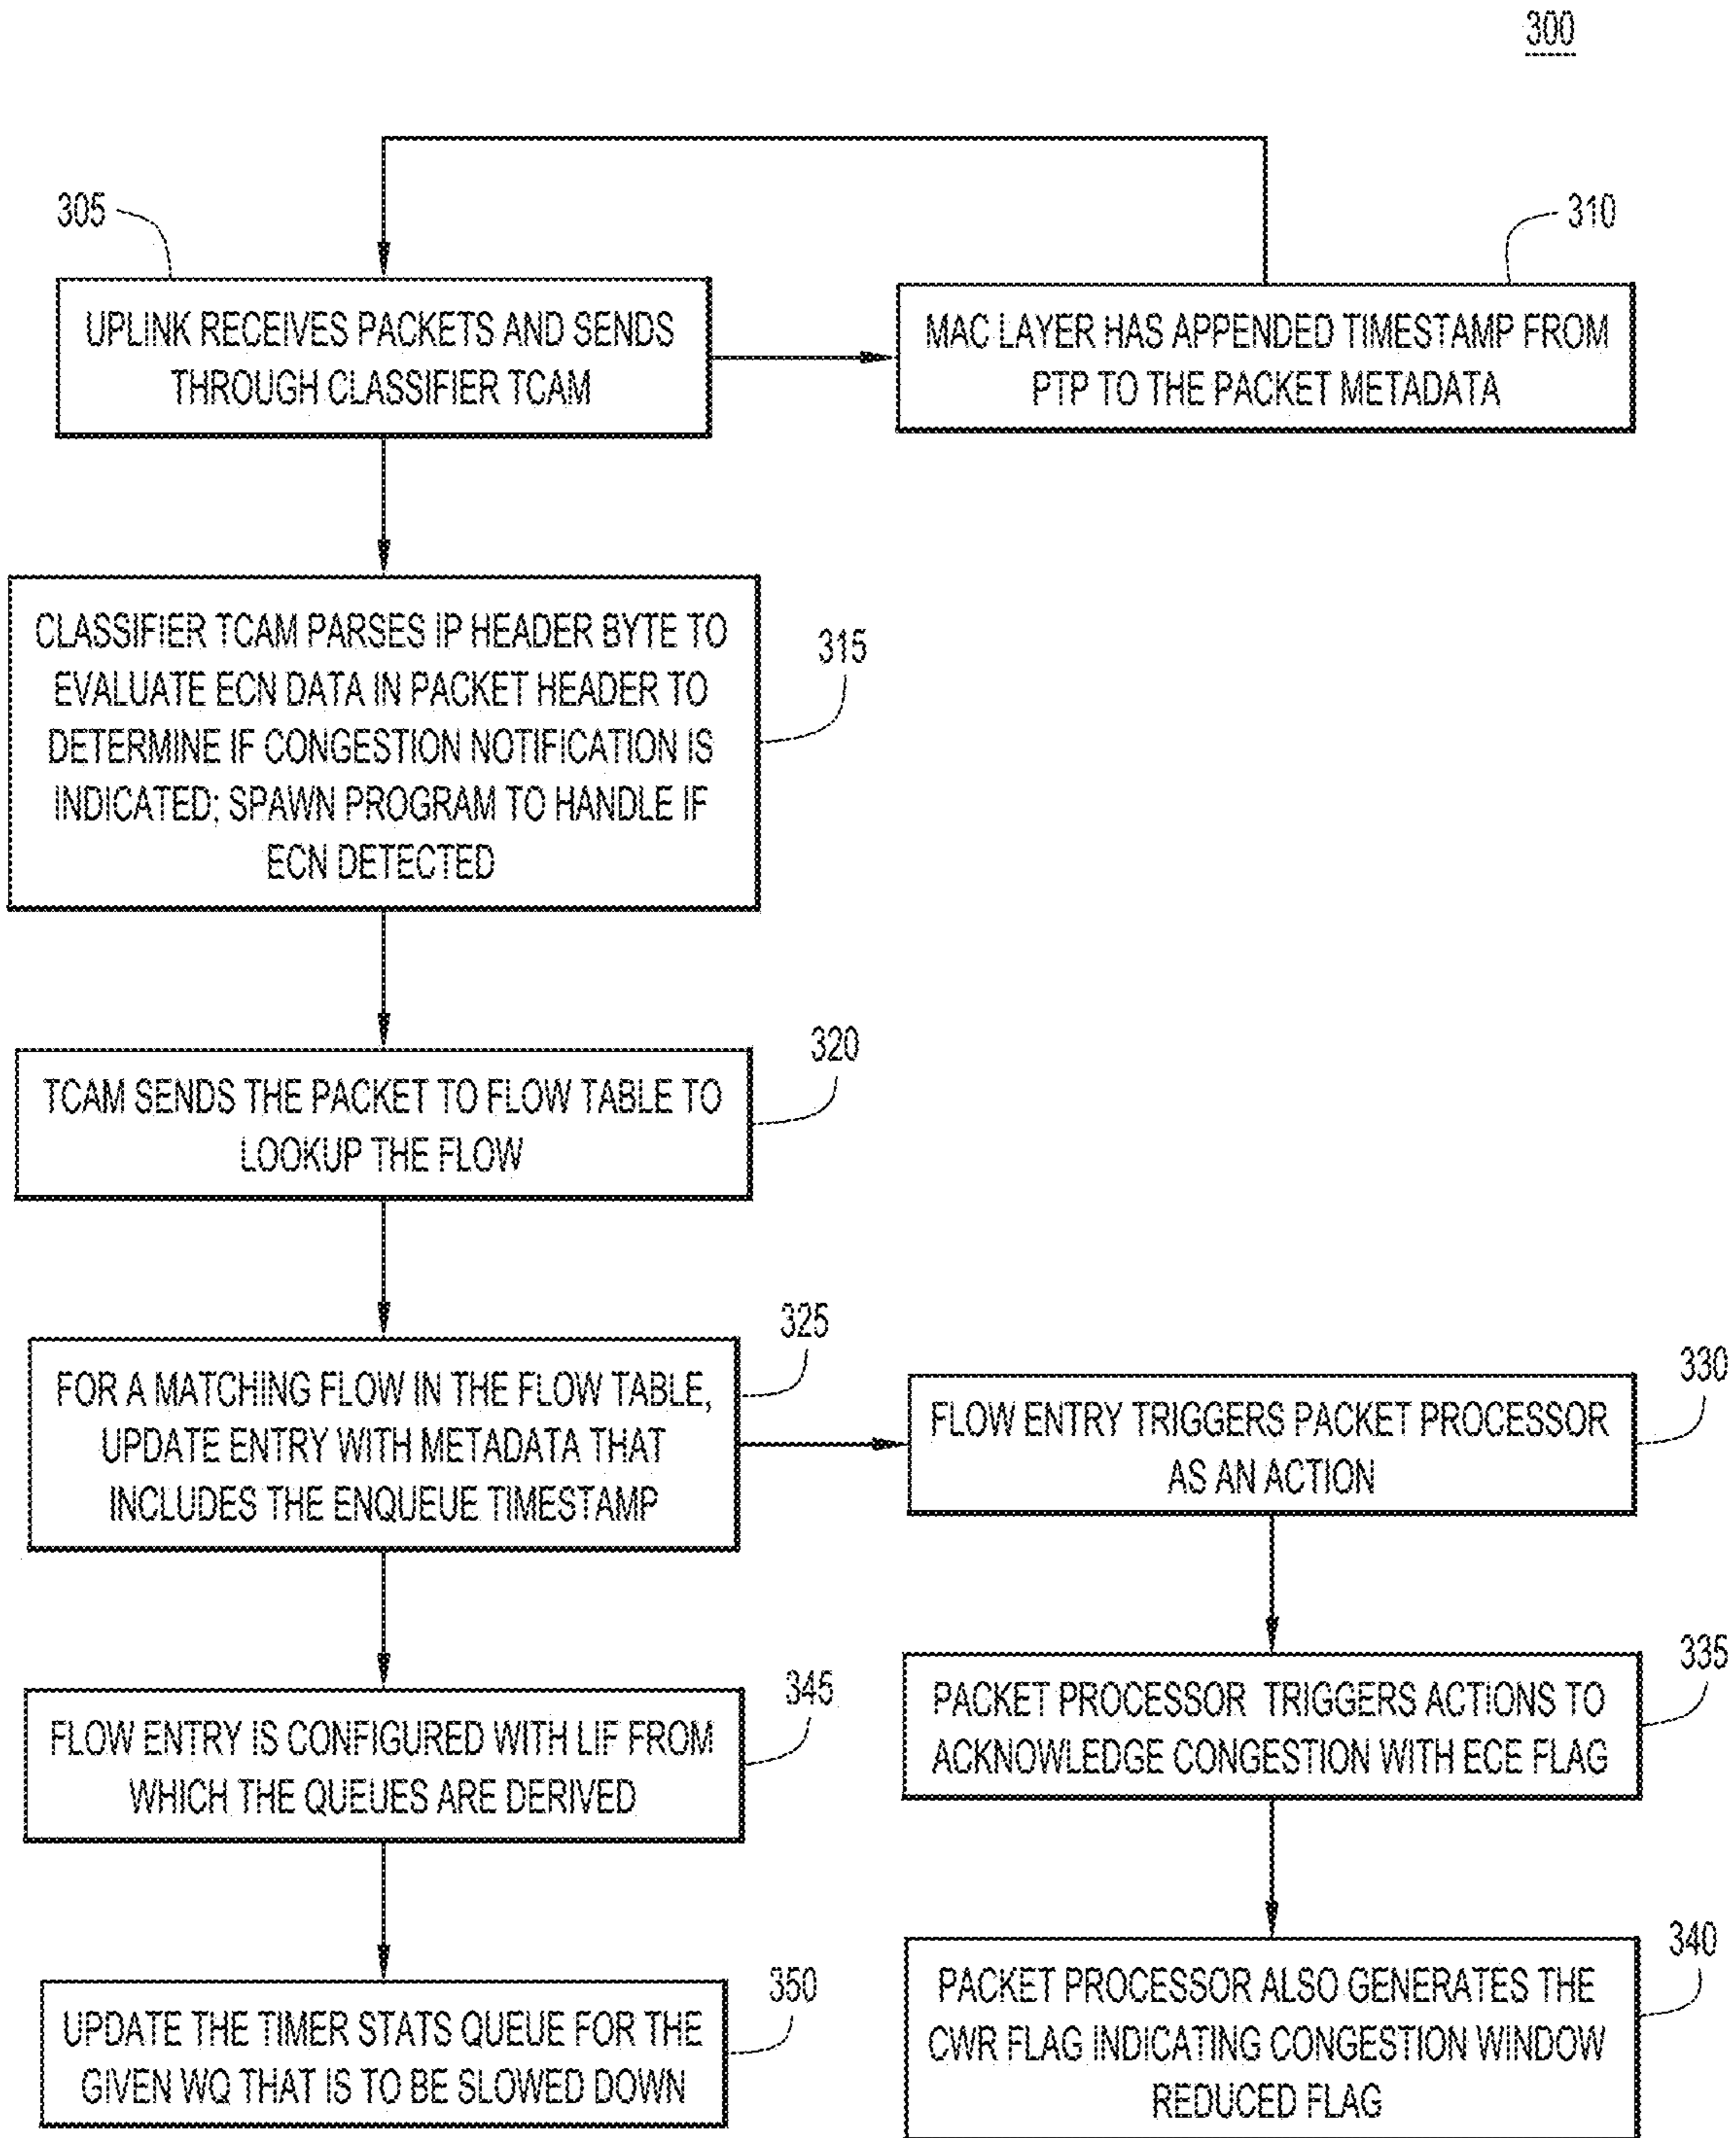 300
305
310
UPLINK RECEIVES PACKETS AND SENDS
THROUGH CLASSIFIER TCAM
MAC LAYER HAS APPENDED TIMESTAMP FROM
PTP TO THE PACKET METADATA
CLASSIFIER TCAM PARSES IP HEADER BYTE TO
EVALUATE ECN DATA IN PACKET HEADER TO
DETERMINE IF CONGESTION NOTIFICATION IS
INDICATED; SPAWN PROGRAM TO HANDLE IF
ECN DETECTED
315
TCAM SENDS THE PACKET TO FLOW TABLE TO
LOOKUP THE FLOW
320
FOR A MATCHING FLOW IN THE FLOW TABLE,
UPDATE ENTRY WITH METADATA THAT
INCLUDES THE ENQUEUE TIMESTAMP
325
FLOW ENTRY TRIGGERS PACKET PROCESSOR
AS AN ACTION
330
FLOW ENTRY IS CONFIGURED WITH LIF FROM
WHICH THE QUEUES ARE DERIVED
345
PACKET PROCESSOR TRIGGERS ACTIONS TO
ACKNOWLEDGE CONGESTION WITH ECE FLAG
335
UPDATE THE TIMER STATS QUEUE FOR THE
GIVEN WQ THAT IS TO BE SLOWED DOWN
350
PACKET PROCESSOR ALSO GENERATES THE
CWR FLAG INDICATING CONGESTION WINDOW
REDUCED FLAG
340